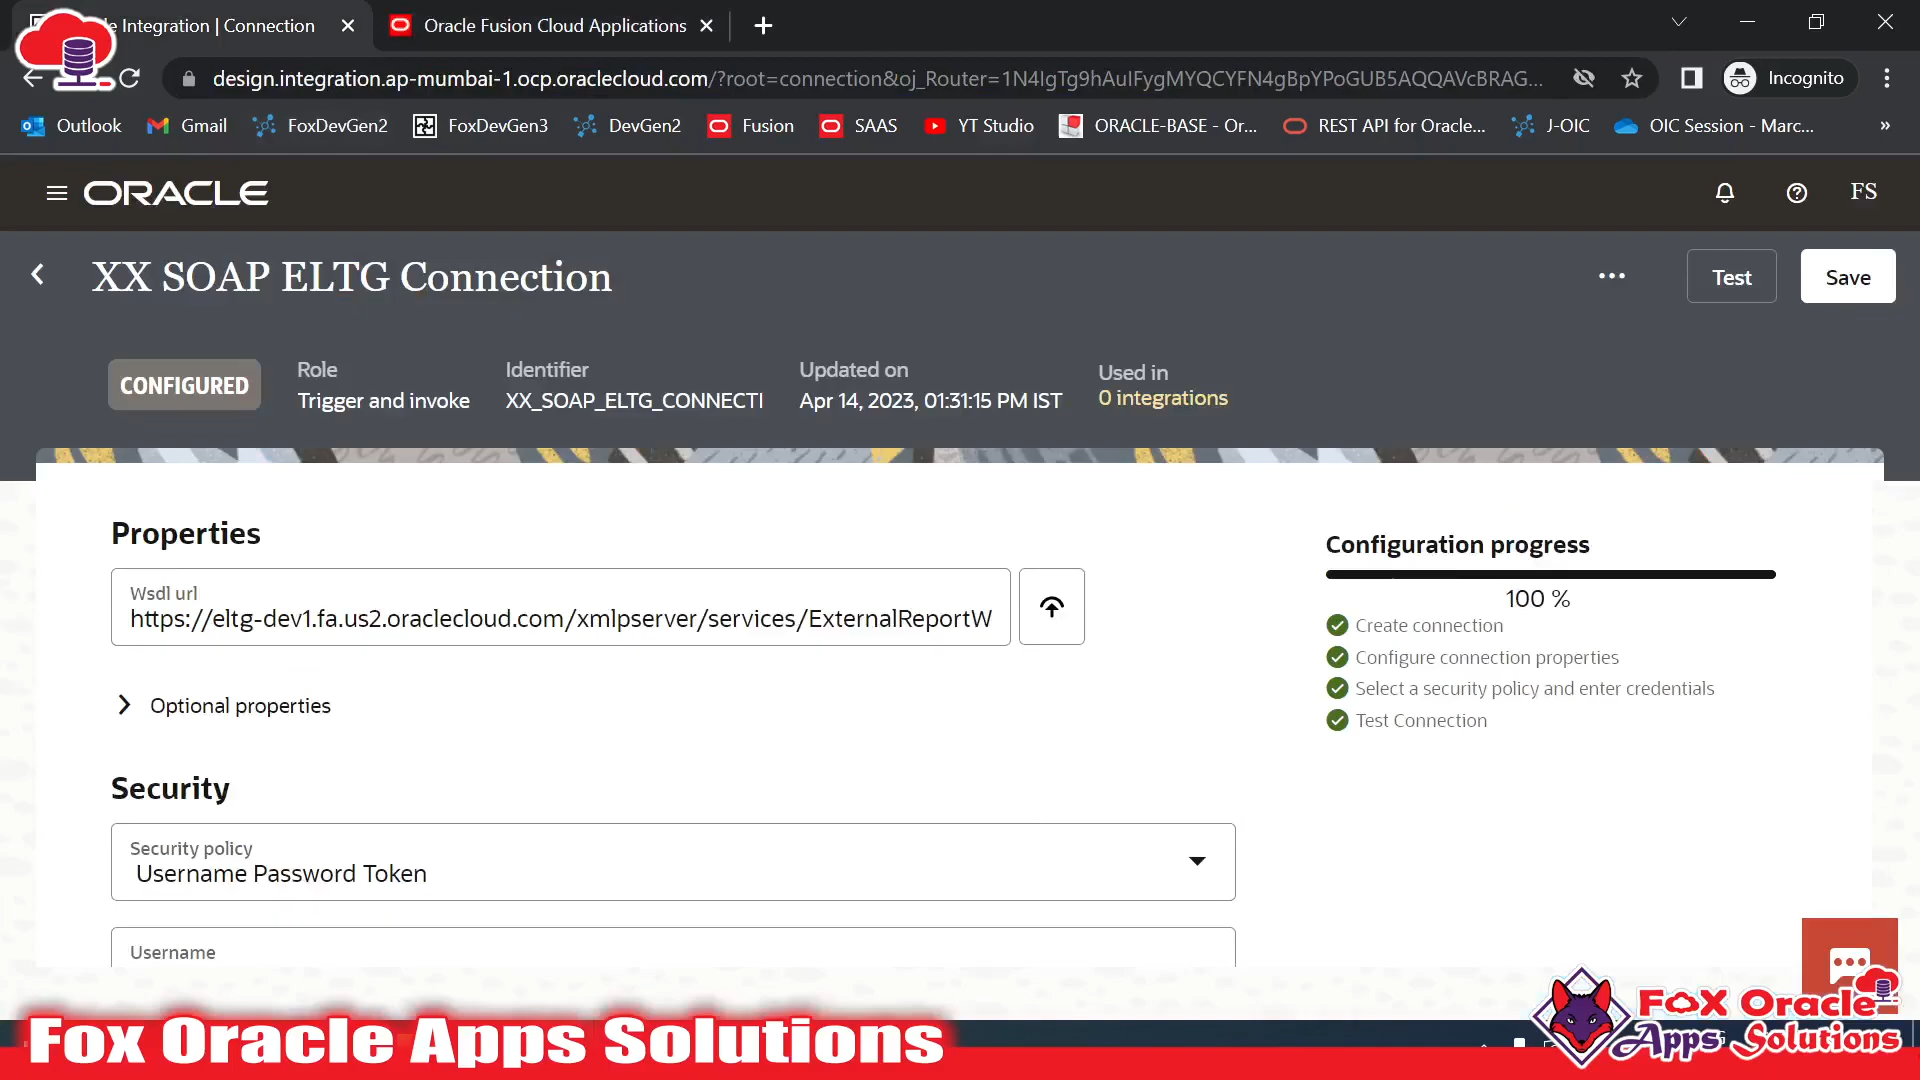 Integration | Connection
Oracle Fusion Cloud Applications
design.integration.ap-mumbai-1.ocp.oraclecloud.com/?root=connection&oj_Router=1N4IgTg9hAuIFygMYQCYFN4gBpYPoGUB5AQQAVcBRAG...
Incognito
Outlook Gmail FoxDevGen2 FoxDevGen3 DevGen2 Fusion SAAS YT Studio ORACLE-BASE - Or... REST API for Oracle... J-OIC OIC Session - Marc... »
ORACLE
FS
XX SOAP ELTG Connection
Test
Save
CONFIGURED
Role
Trigger and invoke
Identifier
XX_SOAP_ELTG_CONNECTI
Updated on
Apr 14, 2023, 01:31:15 PM IST
Used in
0 integrations
Properties
Wsdl url
https://eltg-dev1.fa.us2.oraclecloud.com/xmlpserver/services/ExternalReportW
Optional properties
Security
Security policy
Username Password Token
Username
Configuration progress
100 %
Create connection
Configure connection properties
Select a security policy and enter credentials
Test Connection
Fox Oracle Apps Solutions
Fox Oracle
Apps Solutions